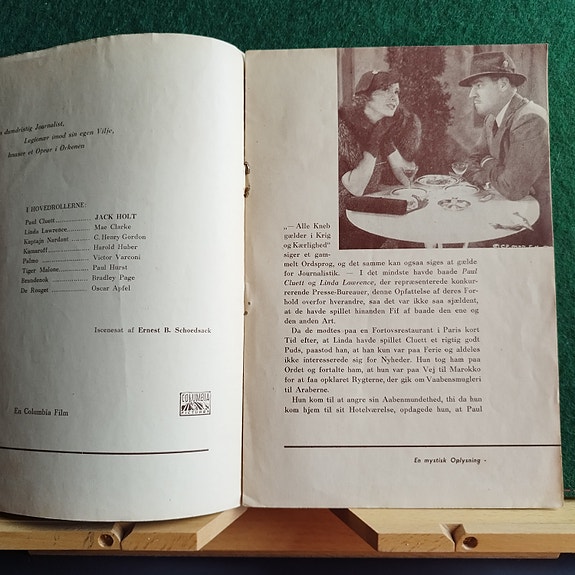 dumdristig Journalist,
Legionær imod sin egen Vilje,
et Opgør i Ørkenen
I HOVEDROLLERNE:
Paul Cluett............ JACK HOLT
Linda Lawrence........ Mae Clarke
Kaptajn Nordont ... C. Henry Gordon
Kassaroff ............. Harold Huber
Palmo ................ Victor Varconi
Tiger Malone........... Paul Hurst
Brandenok ............ Bradley Page
De Rouget ............. Oscar Apfel
Iscenesat af Ernest B. Schoedsack
En Columbia Film
COLUMBIA
PICTURES
„— Alle Kneb
gælder i Krig
og Kærlighed"
siger et gam-
melt Ordsprog, og det samme kan ogsaa siges at gælde
for Journalistik. — I det mindste havde baade Paul
Cluett og Linda Lawrence, der repræsenterede konkur-
rerende Presse-Bureauer, denne Opfattelse af deres For-
hold overfor hverandre, saa det var ikke saa sjældent,
at de havde spillet hinanden Fif af baade den ene og
den anden Art.
Da de mødtes paa en Fortovsrestaurant i Paris kort
Tid efter, at Linda havde spillet Cluett et rigtig godt
Puds, paastod han, at han kun var paa Ferie og aldeles
ikke interesserede sig for Nyheder. Hun tog ham paa
Ordet og fortalte ham, at hun var paa Vej til Marokko
for at faa opklaret Rygterne, der gik om Vaabensmugleri
til Araberne.
Hun kom til at angre sin Aabenmundethed, thi da hun
kom hjem til sit Hotelværelse, opdagede hun, at Paul
En mystisk Oplysning -